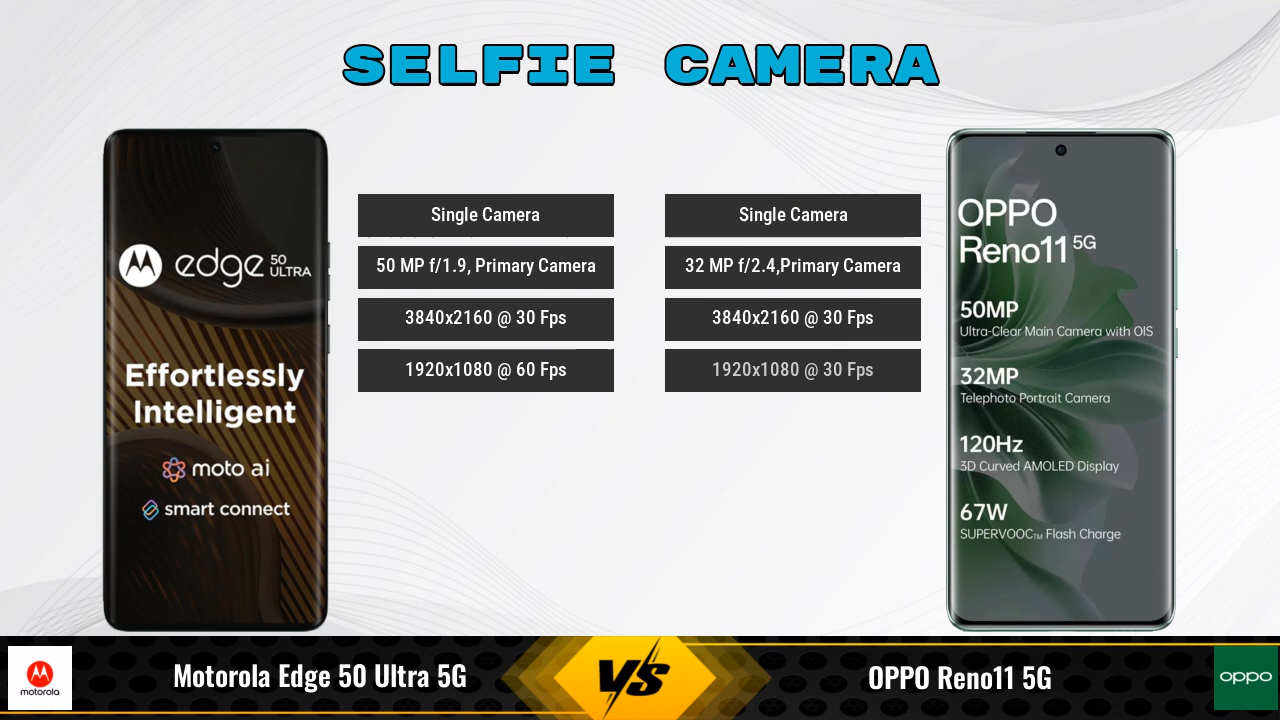 SELFIE CAMERA
edge 50 ULTRA
Effortlessly
Intelligent
moto ai
smart connect
Single Camera
50 MP f/1.9, Primary Camera
3840x2160 @ 30 Fps
1920x1080 @ 60 Fps
Single Camera
32 MP f/2.4,Primary Camera
3840x2160 @ 30 Fps
1920x1080 @ 30 Fps
OPPO
Reno11 5G
50MP
Ultra-Clear Main Camera with OIS
32MP
Telephoto Portrait Camera
120Hz
3D Curved AMOLED Display
67W
SUPERVOOC™ Flash Charge
motorola
Motorola Edge 50 Ultra 5G
VS
OPPO Reno11 5G
oppo